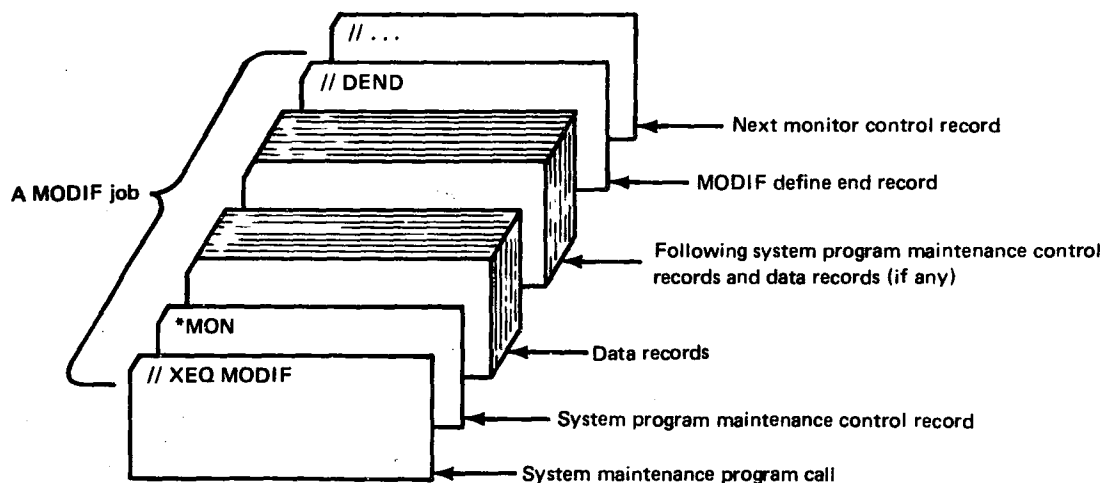 // . . .
// DEND
Next monitor control record
MODIF define end record
A MODIF job
Following system program maintenance control
records and data records (if any)
*MON
Data records
// XEQ MODIF
System program maintenance control record
System maintenance program call